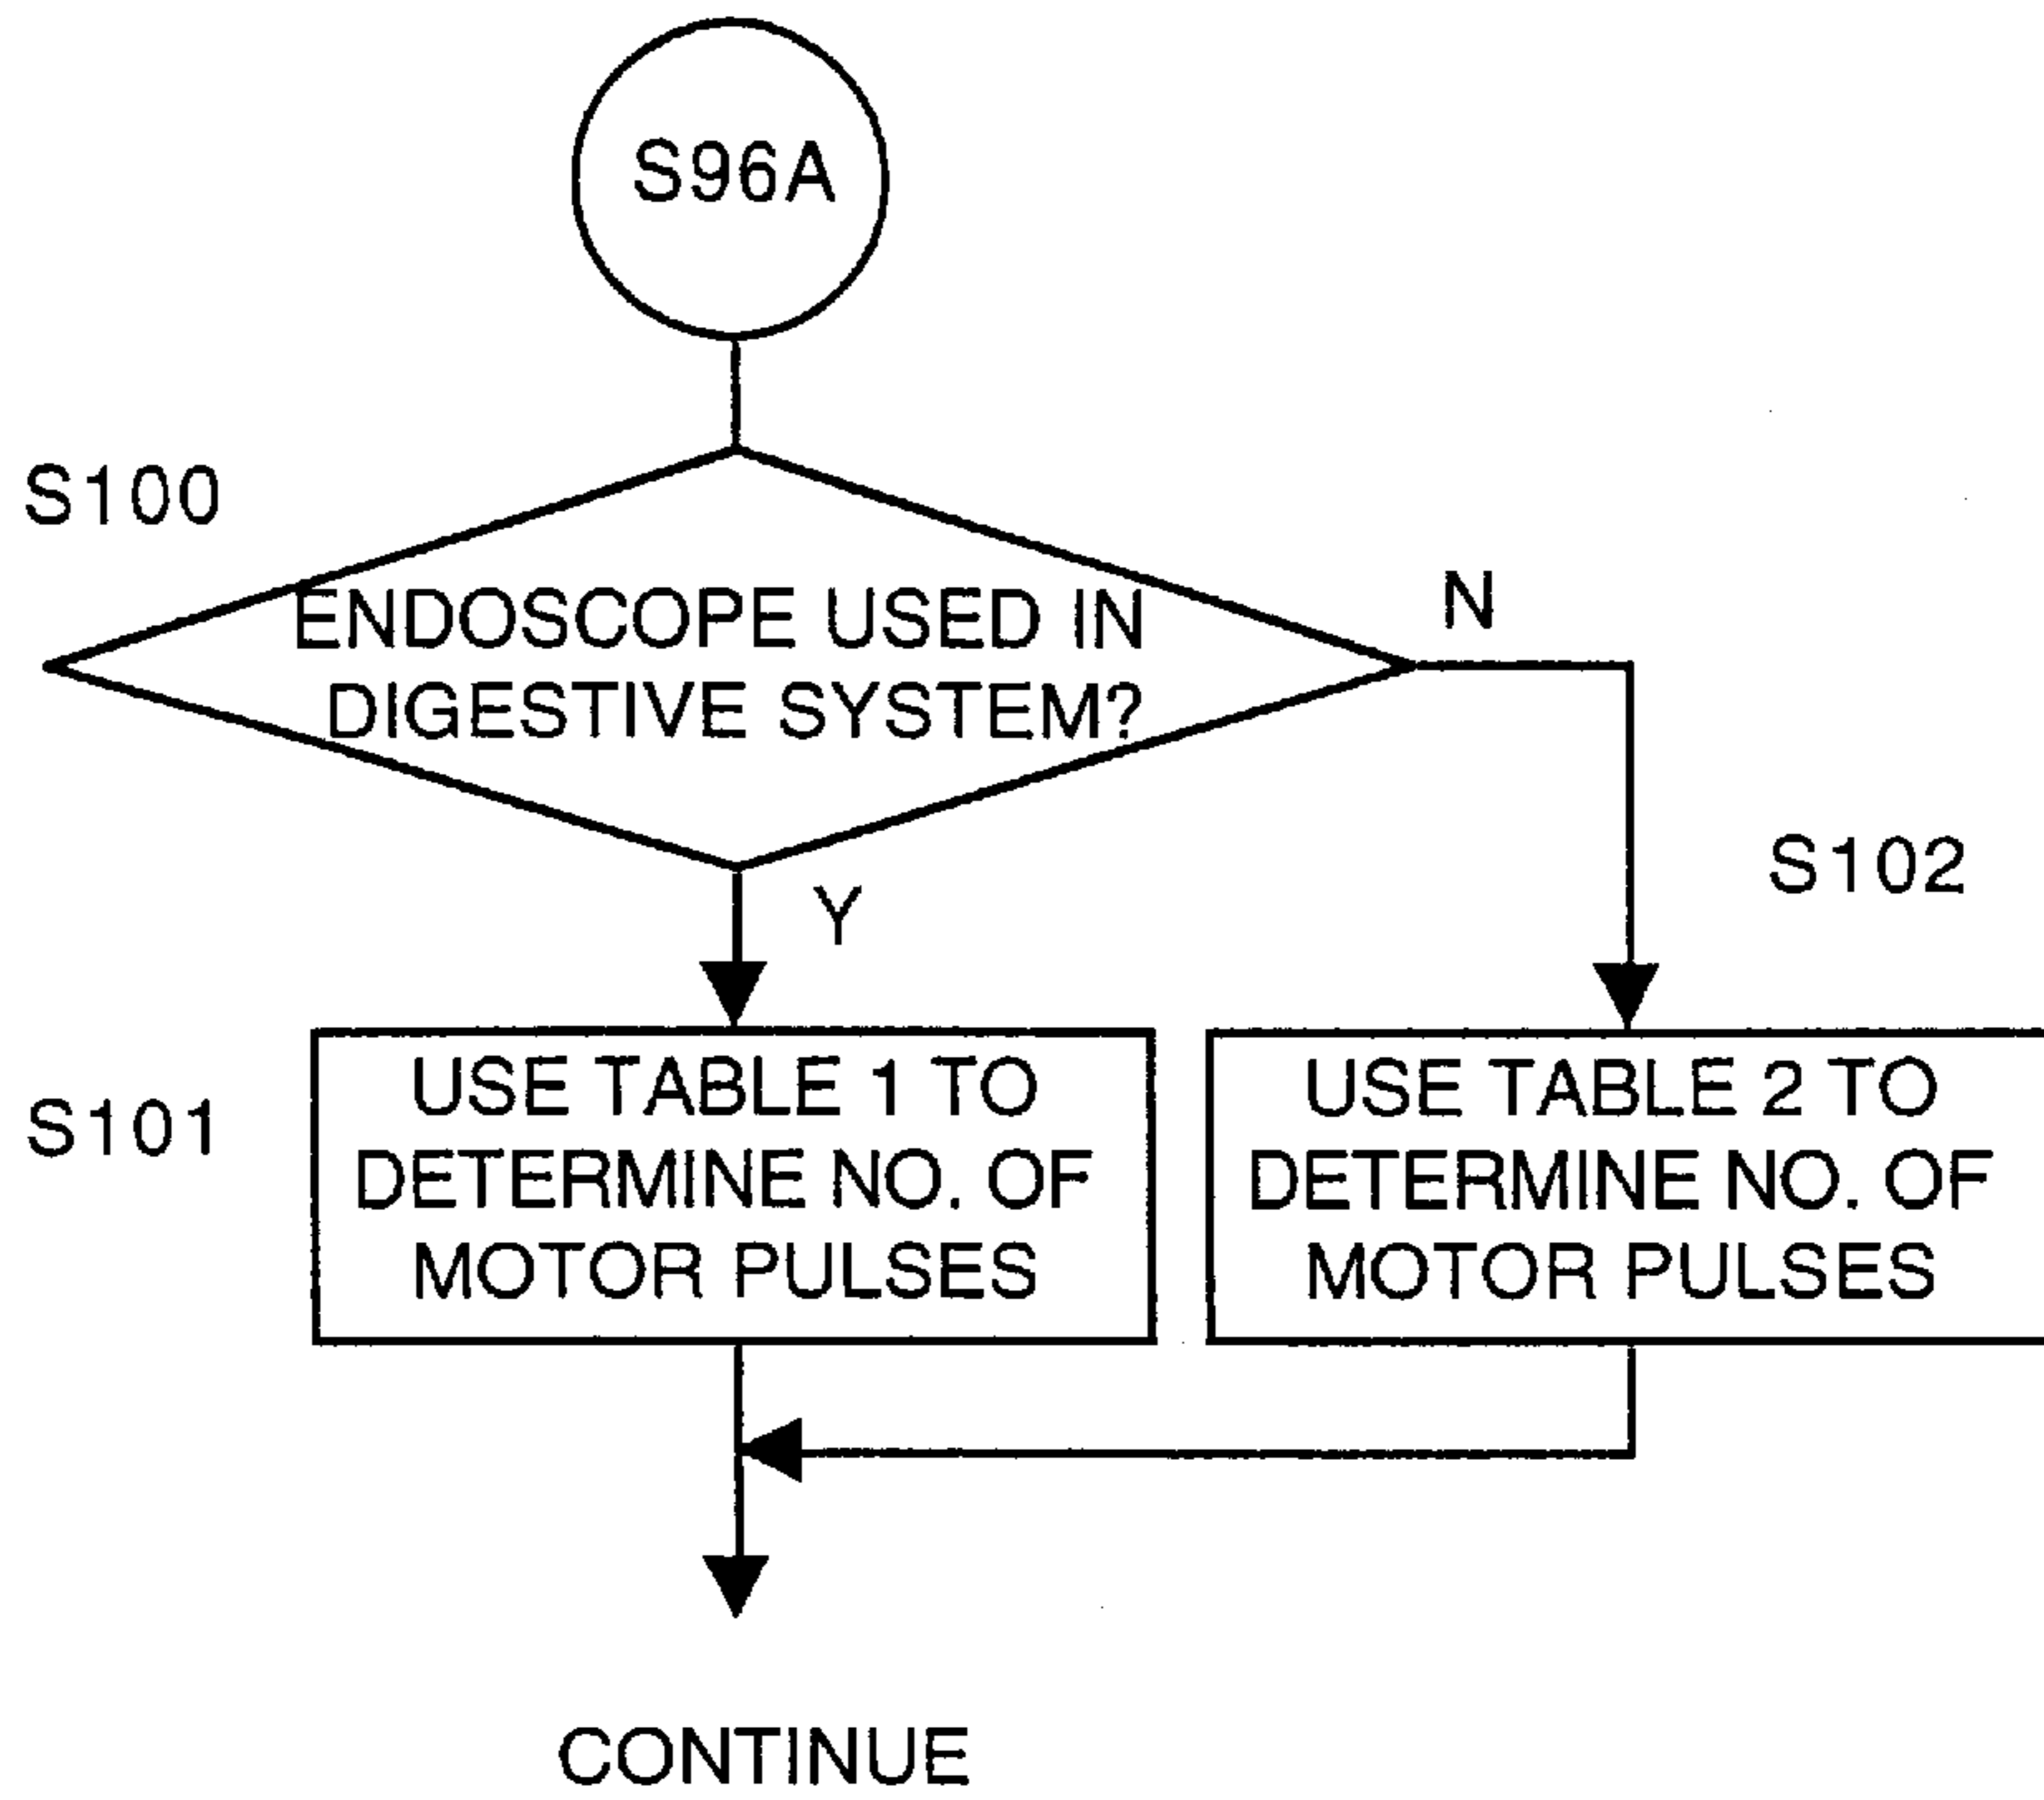 S96A
S100
ENDOSCOPE USED IN
DIGESTIVE SYSTEM?
N
Y
S102
S101
USE TABLE 1 TO
DETERMINE NO. OF
MOTOR PULSES
USE TABLE 2 TO
DETERMINE NO. OF
MOTOR PULSES
CONTINUE